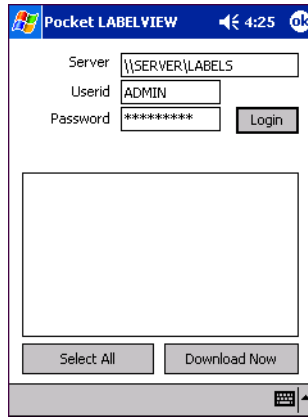 Pocket LABELVIEW 4:25 ok
Server \\SERVER\LABELS
Userid ADMIN
Password *********
Login
Select All Download Now